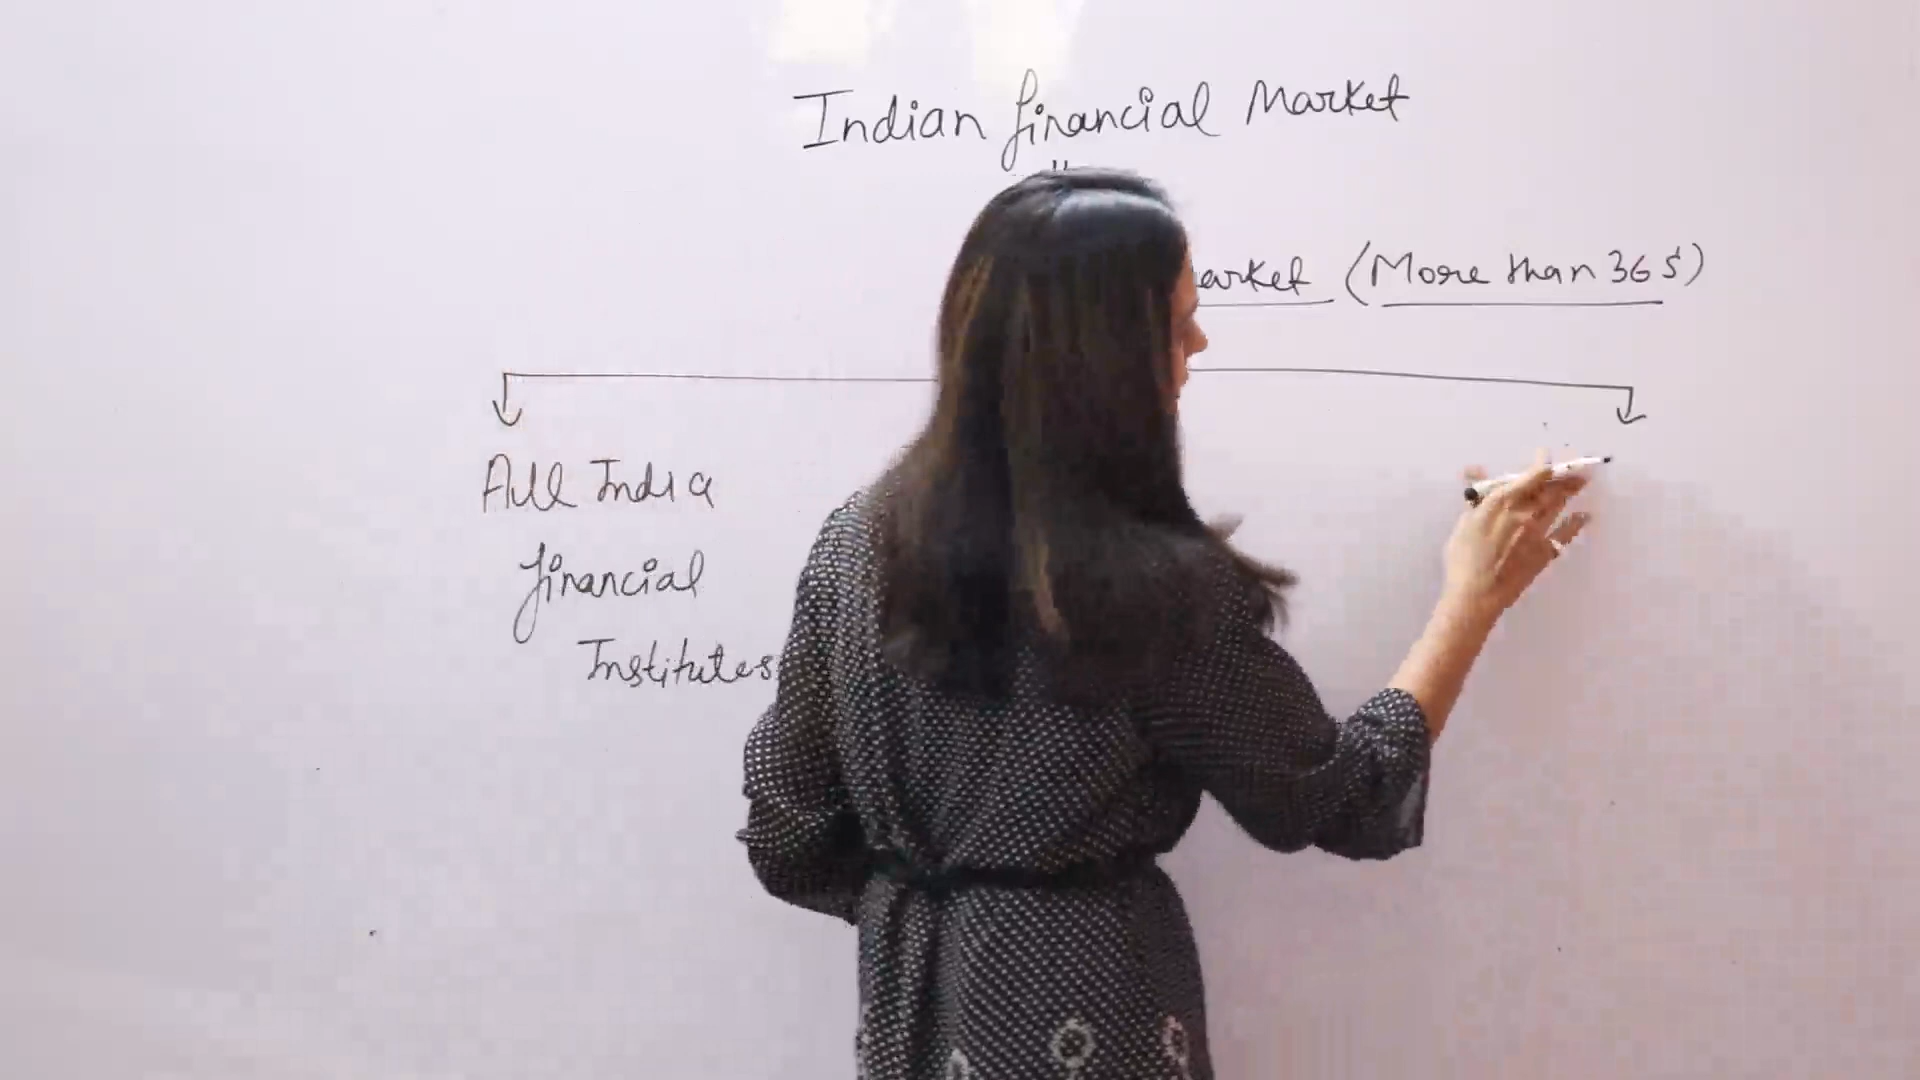 Indian financial Market
arket (More than 365)
All India
financial
Institutes